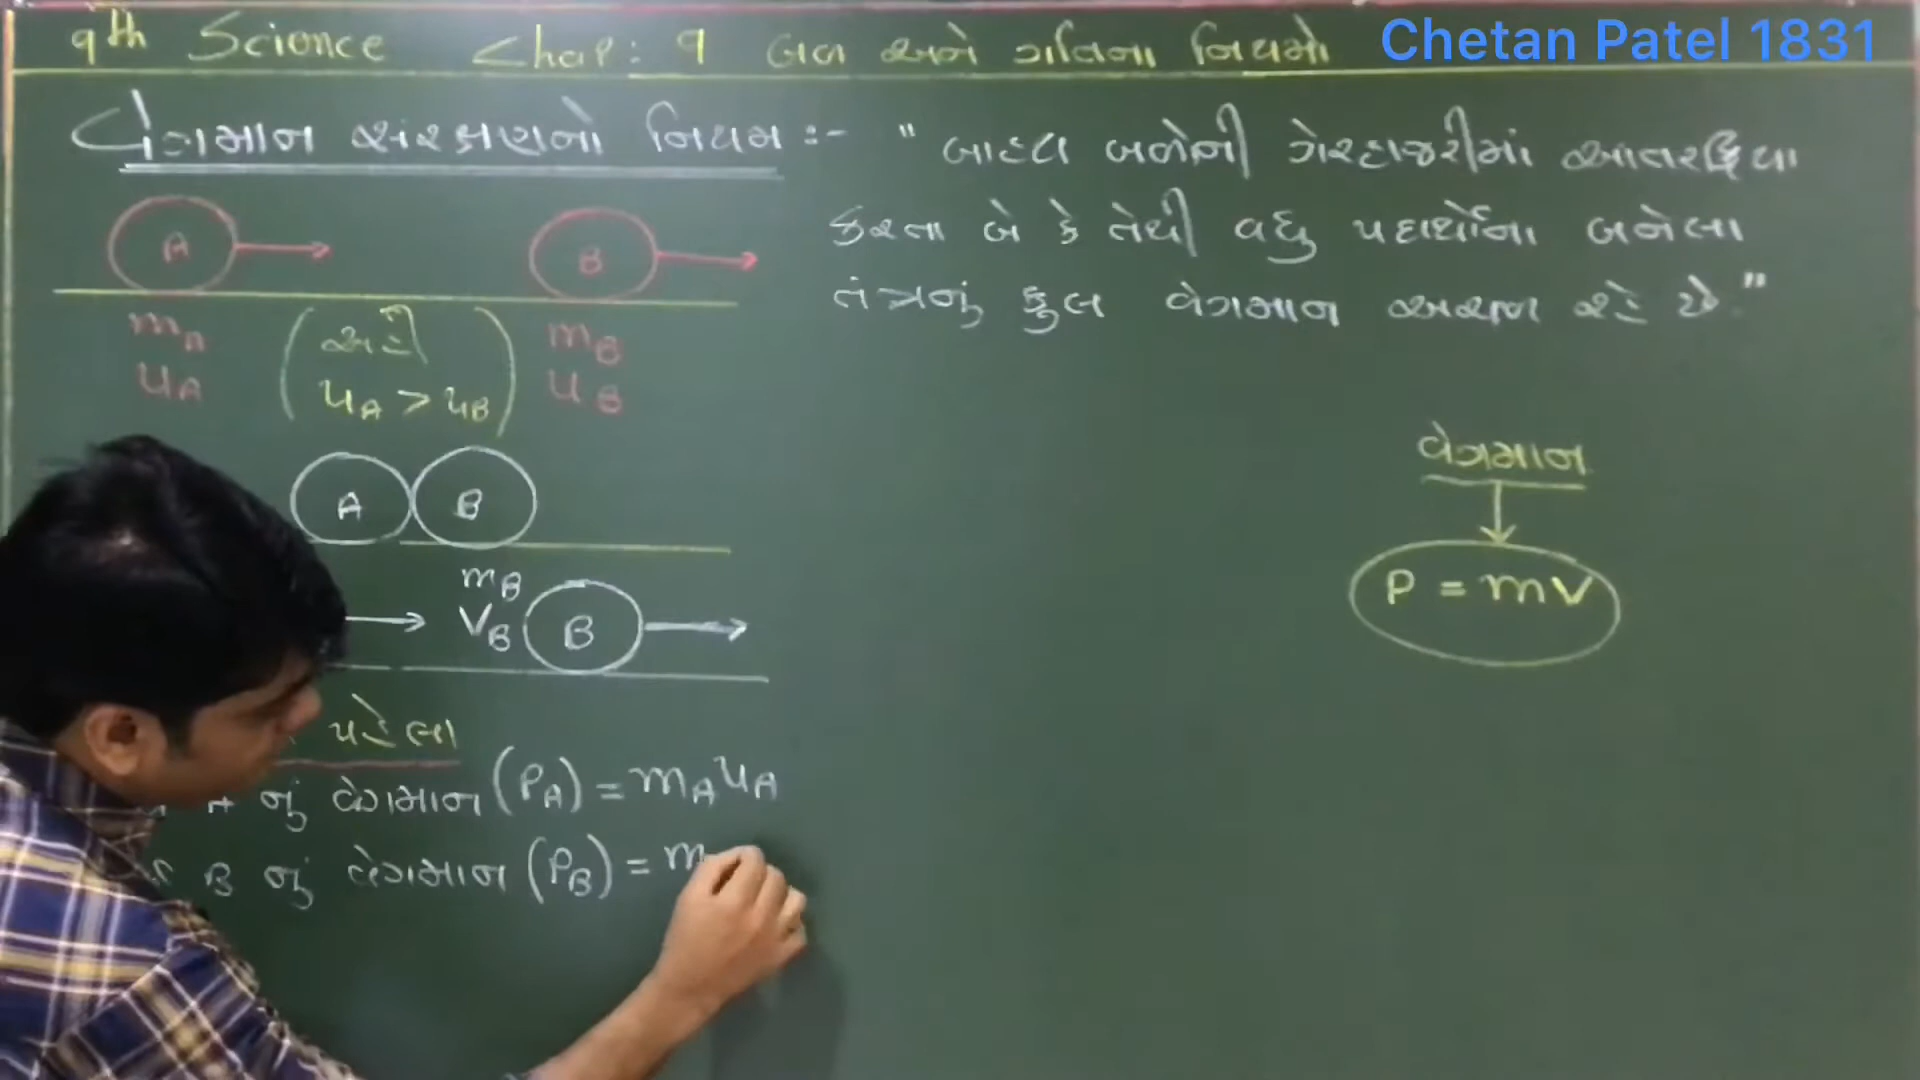 9th Science Chap: 9 બળ અને ગતિના નિયમો
Chetan Patel 1831
વેગમાન સંરક્ષણનો નિયમ :- " બાહ્ય બળોની ગેરહાજરીમાં આતરક્રિયા
કરતા બે કે તેથી વધુ પદાર્થોના બનેલા
તંત્રનું કુલ વેગમાન અચળ રહે છે."
A B
mA mB
uA uB
(અહીં
uA > uB)
A B
mB
VB B
વેગમાન
P = mv
પહેલા
A નું વેગમાન (PA) = mAuA
B નું વેગમાન (PB) = m